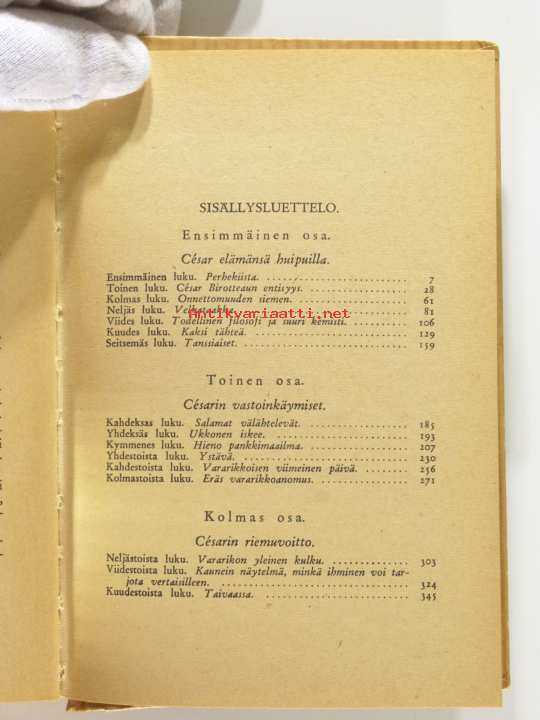 SISÄLLYSLUETTELO.
Ensimmäinen osa.
César elämänsä huipuilla.
Ensimmäinen luku. Perhekiista. 7
Toinen luku. César Birotteaun entisyys. 28
Kolmas luku. Onnettomuuden siemen. 61
Antikvariaatti.net
Neljäs luku. 81
Viides luku. Todellinen filosofi ja suuri kemisti. 106
Kuudes luku. Kaksi tähteä. 129
Seitsemäs luku. Tanssiaiset. 159
Toinen osa.
Césarin vastoinkäymiset.
Kahdeksas luku. Salamat välähtelevät. 185
Yhdeksäs luku. Ukkonen iskee. 193
Kymmenes luku. Hieno pankkimaailma. 207
Yhdestoista luku. Ystävä. 230
Kahdestoista luku. Vararikkoisen viimeinen päivä. 256
Kolmastoista luku. Eräs vararikkoanomus. 271
Kolmas osa.
Césarin riemuvoitto.
Neljästoista luku. Vararikon yleinen kulku. 303
Viidestoista luku. Kaunein näytelmä, minkä ihminen voi tar-
jota vertaisilleen. 324
Kuudestoista luku. Taivaassa. 345